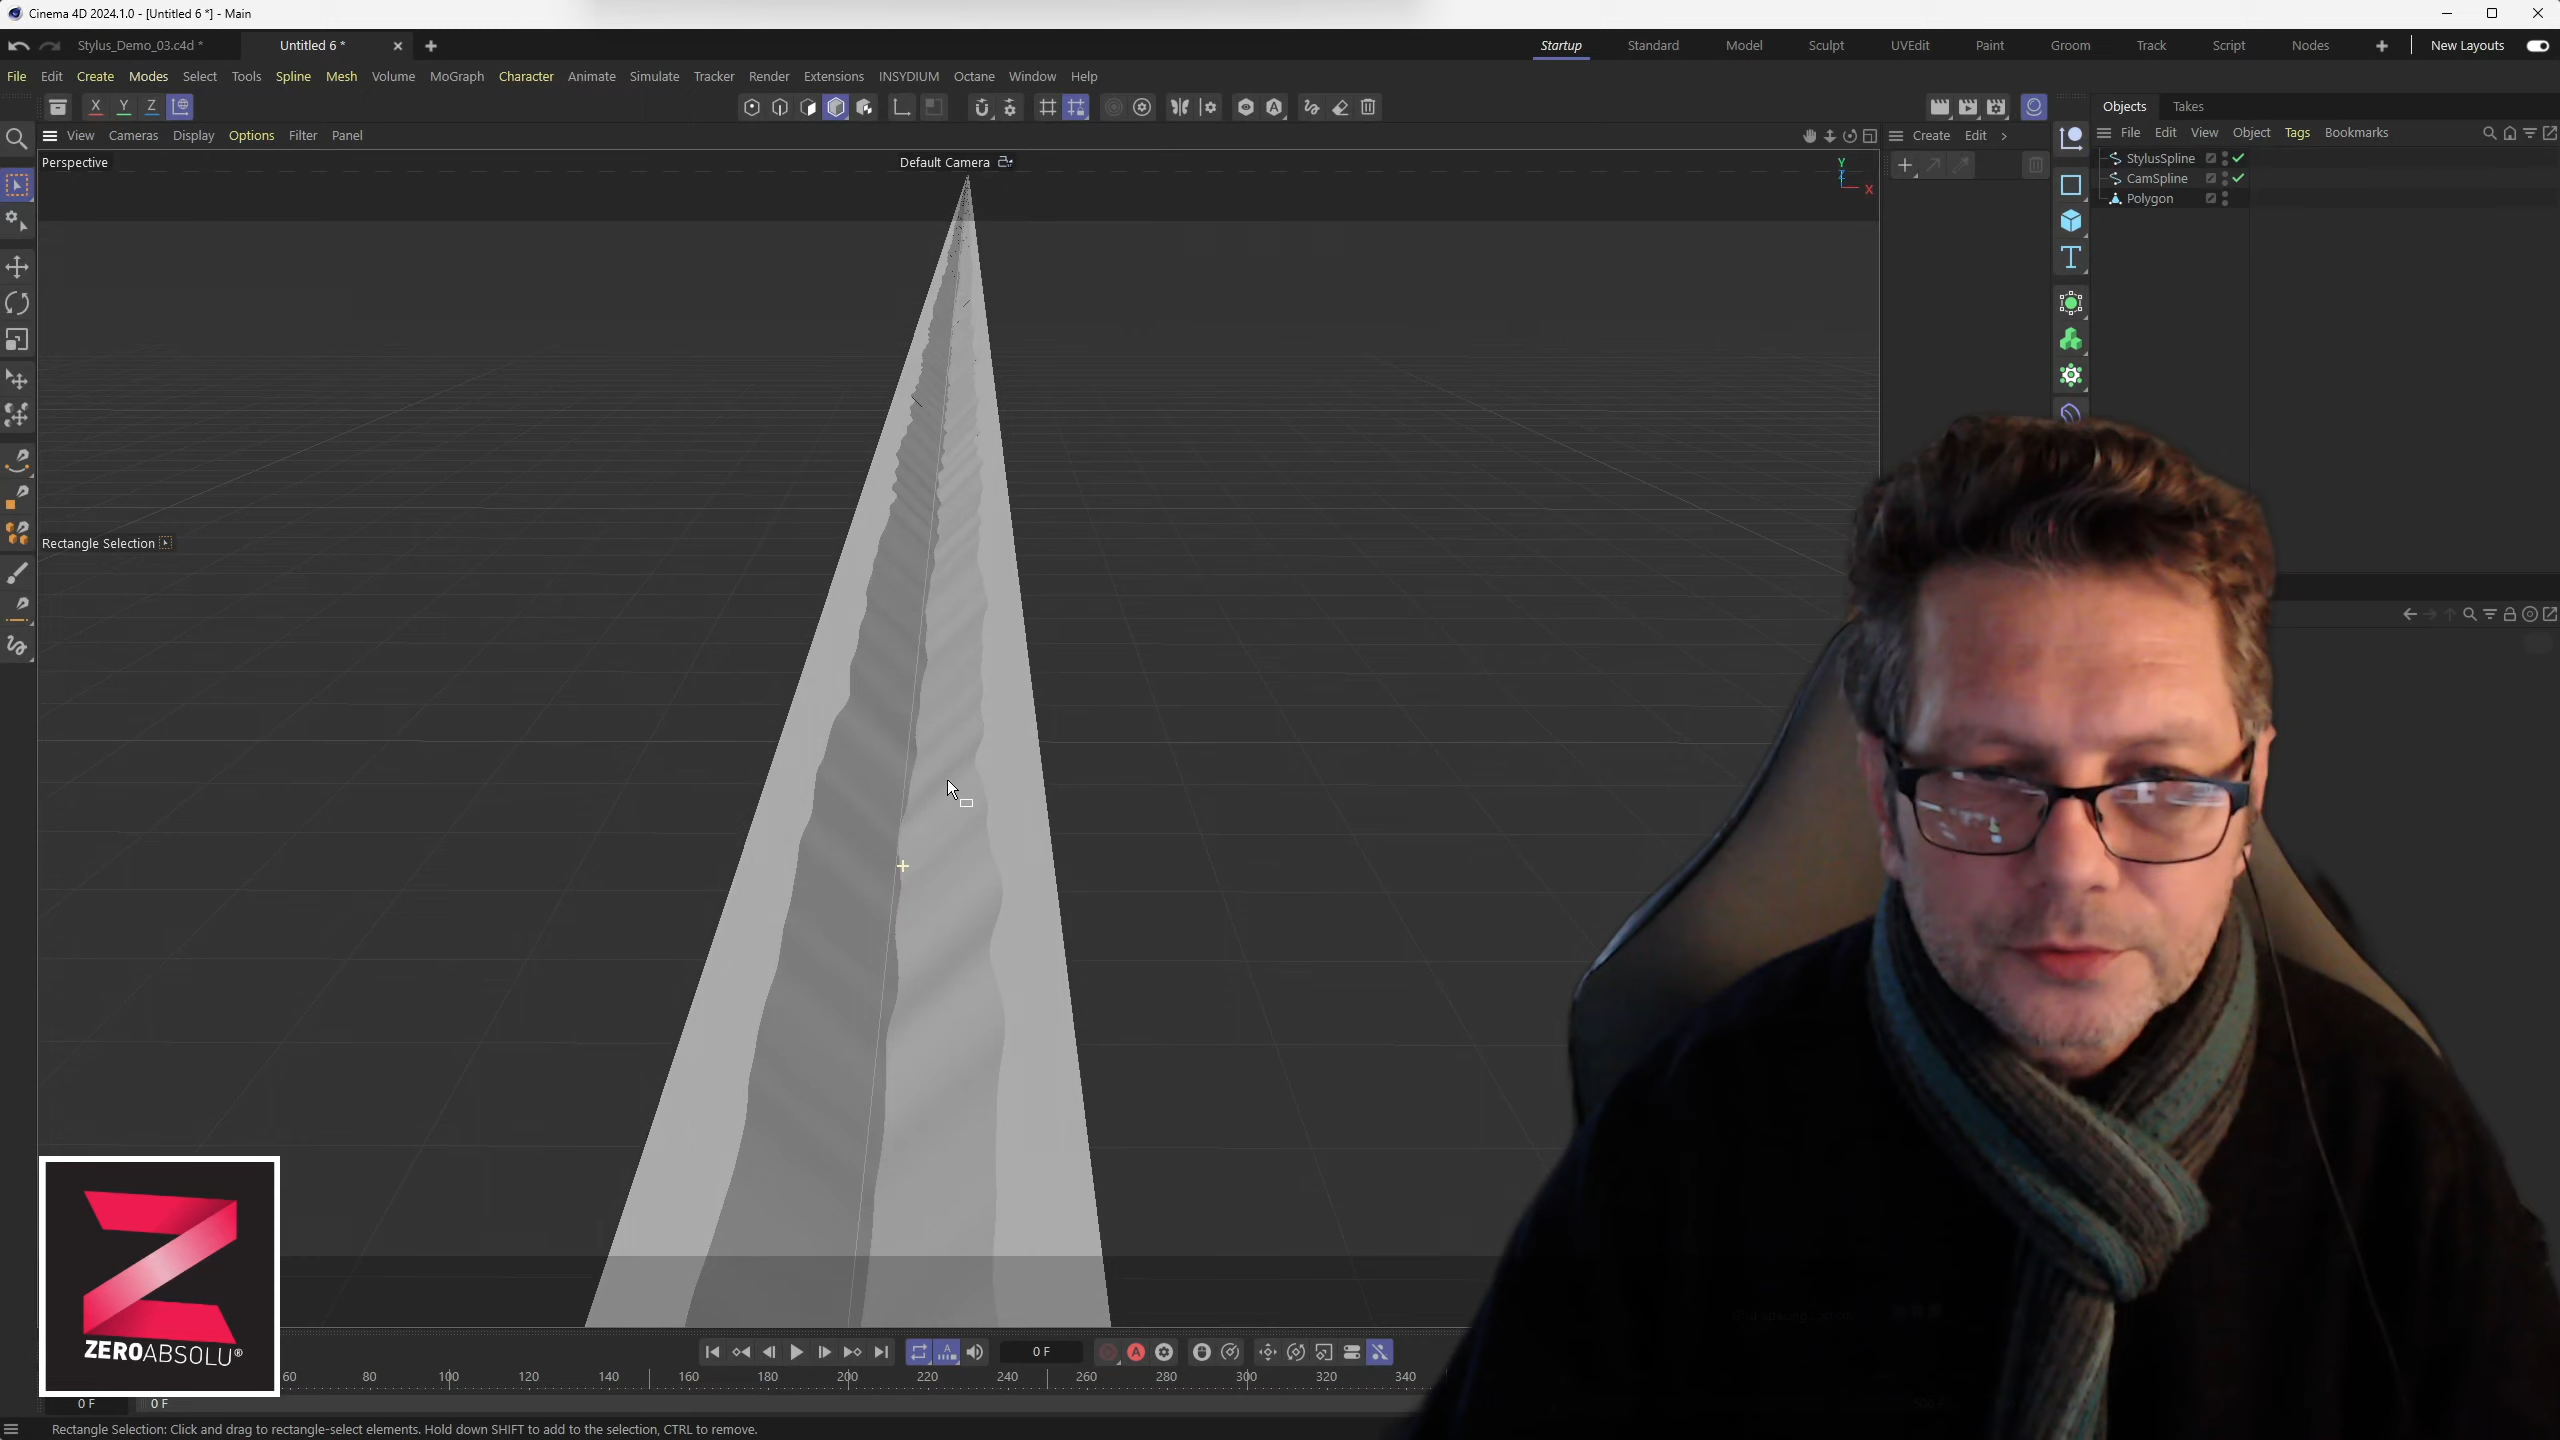 Cinema 4D 2024.1.0 - [Untitled 6 *] - Main
Stylus_Demo_03.c4d *
Untitled 6 *
Startup
Standard
Model
Sculpt
UVEdit
Paint
Groom
Track
Script
Nodes
New Layouts
File
Edit
Create
Modes
Select
Tools
Spline
Mesh
Volume
MoGraph
Character
Animate
Simulate
Tracker
Render
Extensions
INSYDIUM
Octane
Window
Help
X
Y
Z
Objects
Takes
View
Cameras
Display
Options
Filter
Panel
Create
Edit
File
Edit
View
Object
Tags
Bookmarks
Perspective
Default Camera
Y
Z
X
StylusSpline
CamSpline
Polygon
Rectangle Selection
ZEROABSOLU®
0 F
60
80
100
120
140
160
180
200
220
240
260
280
300
320
340
0 F
0 F
Rectangle Selection: Click and drag to rectangle-select elements. Hold down SHIFT to add to the selection, CTRL to remove.